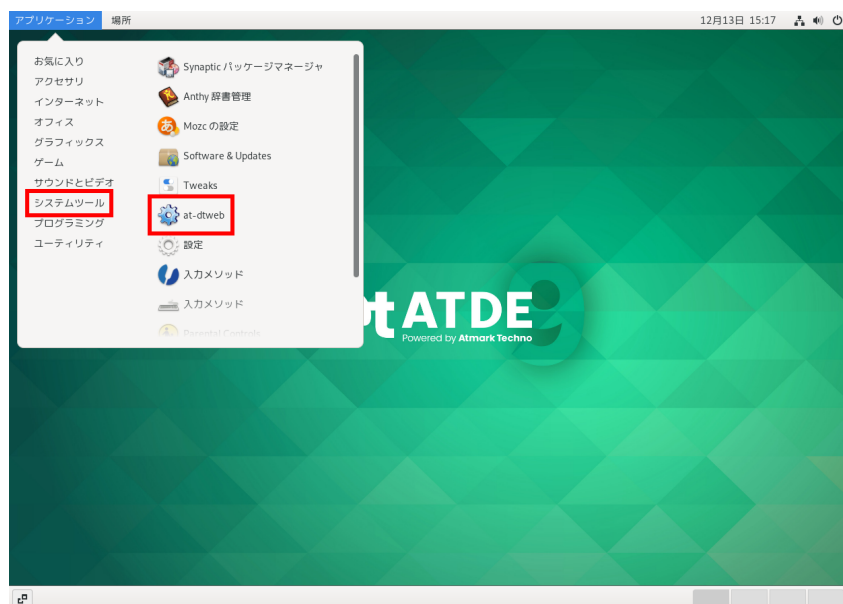 アプリケーション 場所 12月13日 15:17
お気に入り
アクセサリ
インターネット
オフィス
グラフィックス
ゲーム
サウンドとビデオ
システムツール
プログラミング
ユーティリティ
Synaptic パッケージマネージャ
Anthy 辞書管理
あ Mozc の設定
Software & Updates
Tweaks
at-dtweb
設定
入力メソッド
入力メソッド
Parental Controls
ATDE 9
Powered by Atmark Techno